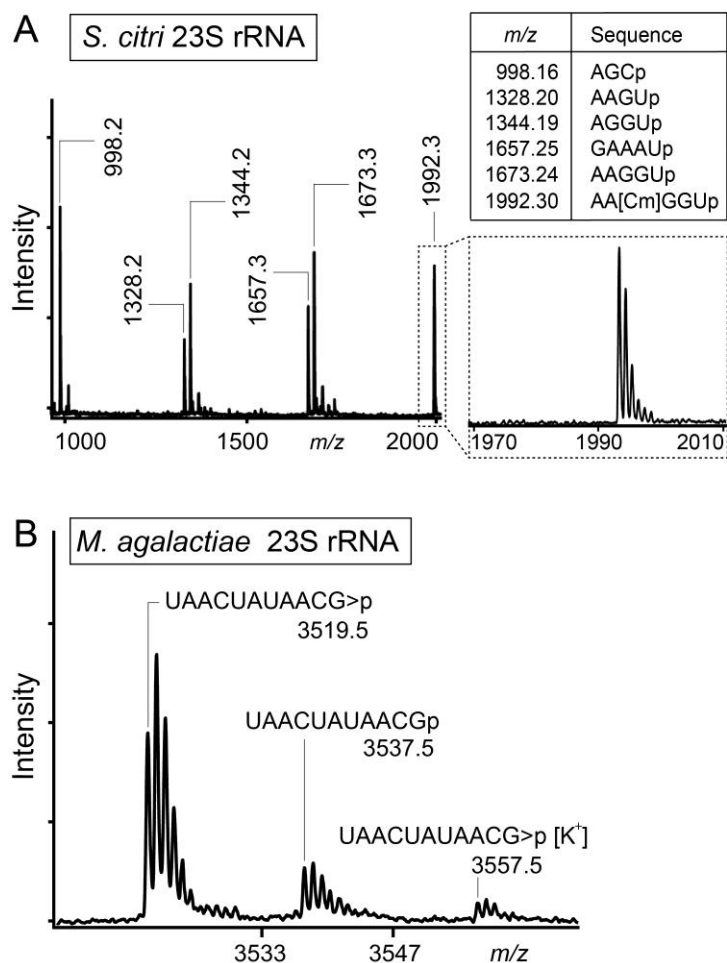 A
S. citri 23S rRNA
m/z Sequence
998.16 AGCp
1328.20 AAGUp
1344.19 AGGUp
1657.25 GAAAUp
1673.24 AAGGUp
1992.30 AA[Cm]GGUp
Intensity
998.2
1328.2
1344.2
1657.3
1673.3
1992.3
1000 1500 m/z 2000
1970 1990 2010
B
M. agalactiae 23S rRNA
Intensity
UAACUAUAACG>p
3519.5
UAACUAUAACGp
3537.5
UAACUAUAACG>p [K⁺]
3557.5
3533 3547 m/z